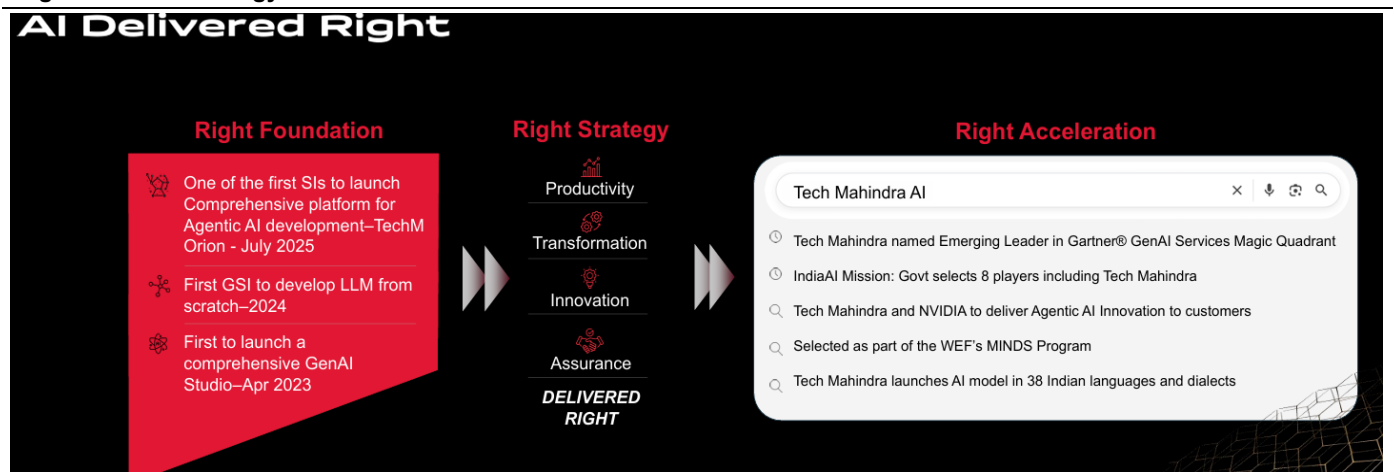 AI Delivered Right
Right Foundation
One of the first SIs to launch
Comprehensive platform for
Agentic AI development–TechM
Orion - July 2025
First GSI to develop LLM from
scratch–2024
First to launch a
comprehensive GenAI
Studio–Apr 2023
Right Strategy
Productivity
Transformation
Innovation
Assurance
DELIVERED
RIGHT
Right Acceleration
Tech Mahindra AI
Tech Mahindra named Emerging Leader in Gartner® GenAI Services Magic Quadrant
IndiaAI Mission: Govt selects 8 players including Tech Mahindra
Tech Mahindra and NVIDIA to deliver Agentic AI Innovation to customers
Selected as part of the WEF's MINDS Program
Tech Mahindra launches AI model in 38 Indian languages and dialects